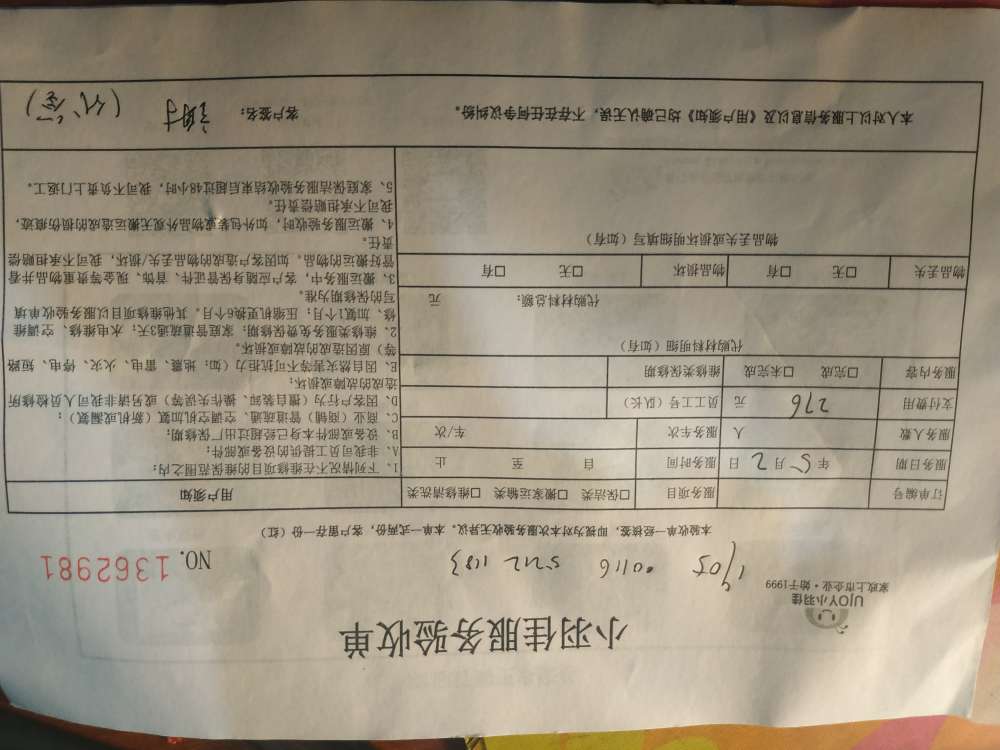 小羽佳服务验收单
UJOY小羽佳
家政上市企业·始于1999
NO. 1362981
本验收单一经签核，即视为对本次服务验收无异议。本单一式两份，客户留存一份（红）
订单编号 服务项目 □保洁类 □搬家运输类 □维修清洗类
服务日期 年 5 月 2 日 服务时间： 自 至 止
服务人数 人 服务车次 车/次
支付费用 276 元 员工工号（队长）
服务内容 □完成 □未完成 维修类保修期
代购材料明细（如有）
代购材料总额： 元
物品丢失 □无 □有 物品损坏 □无 □有
物品丢失或损坏明细填写（如有）
用户须知
1、下列情况不在维修项目的维保范围之内：
A、非我司员工提供的设备或部件；
B、设备或部件本身已经超过出厂保修期；
C、商业（商铺）管道疏通、空调空机加氟（新机或漏氟）；
D、因客户行为（擅自装卸、操作失误等）或另请非我司人员检修所
造成的故障或损坏；
E、因自然灾害等不可抗拒力（如：地震、雷电、火灾、停电、短路
等）原因造成的故障或损坏。
2、维修类服务免费保修期：家庭管道疏通3天；水电维修、空调维
修、加氟1个月；压缩机更换6个月。其他维修项目以服务验收单填
写的保修期为准。
3、搬运服务中，客户应随身保管证件、首饰、现金等贵重物品并看
管好搬运的物品。如因客户造成的物品丢失/损坏，我司不承担赔偿
责任。
4、搬运服务验收时，如外包装或物品外观无搬运造成的损伤痕迹，
我司不承担赔偿责任。
5、家庭保洁服务验收结束后超过48小时，我司不负责上门返工。
本人对以上服务信息以及《用户须知》均已确认无误，不存在任何争议纠纷。 客户签名：